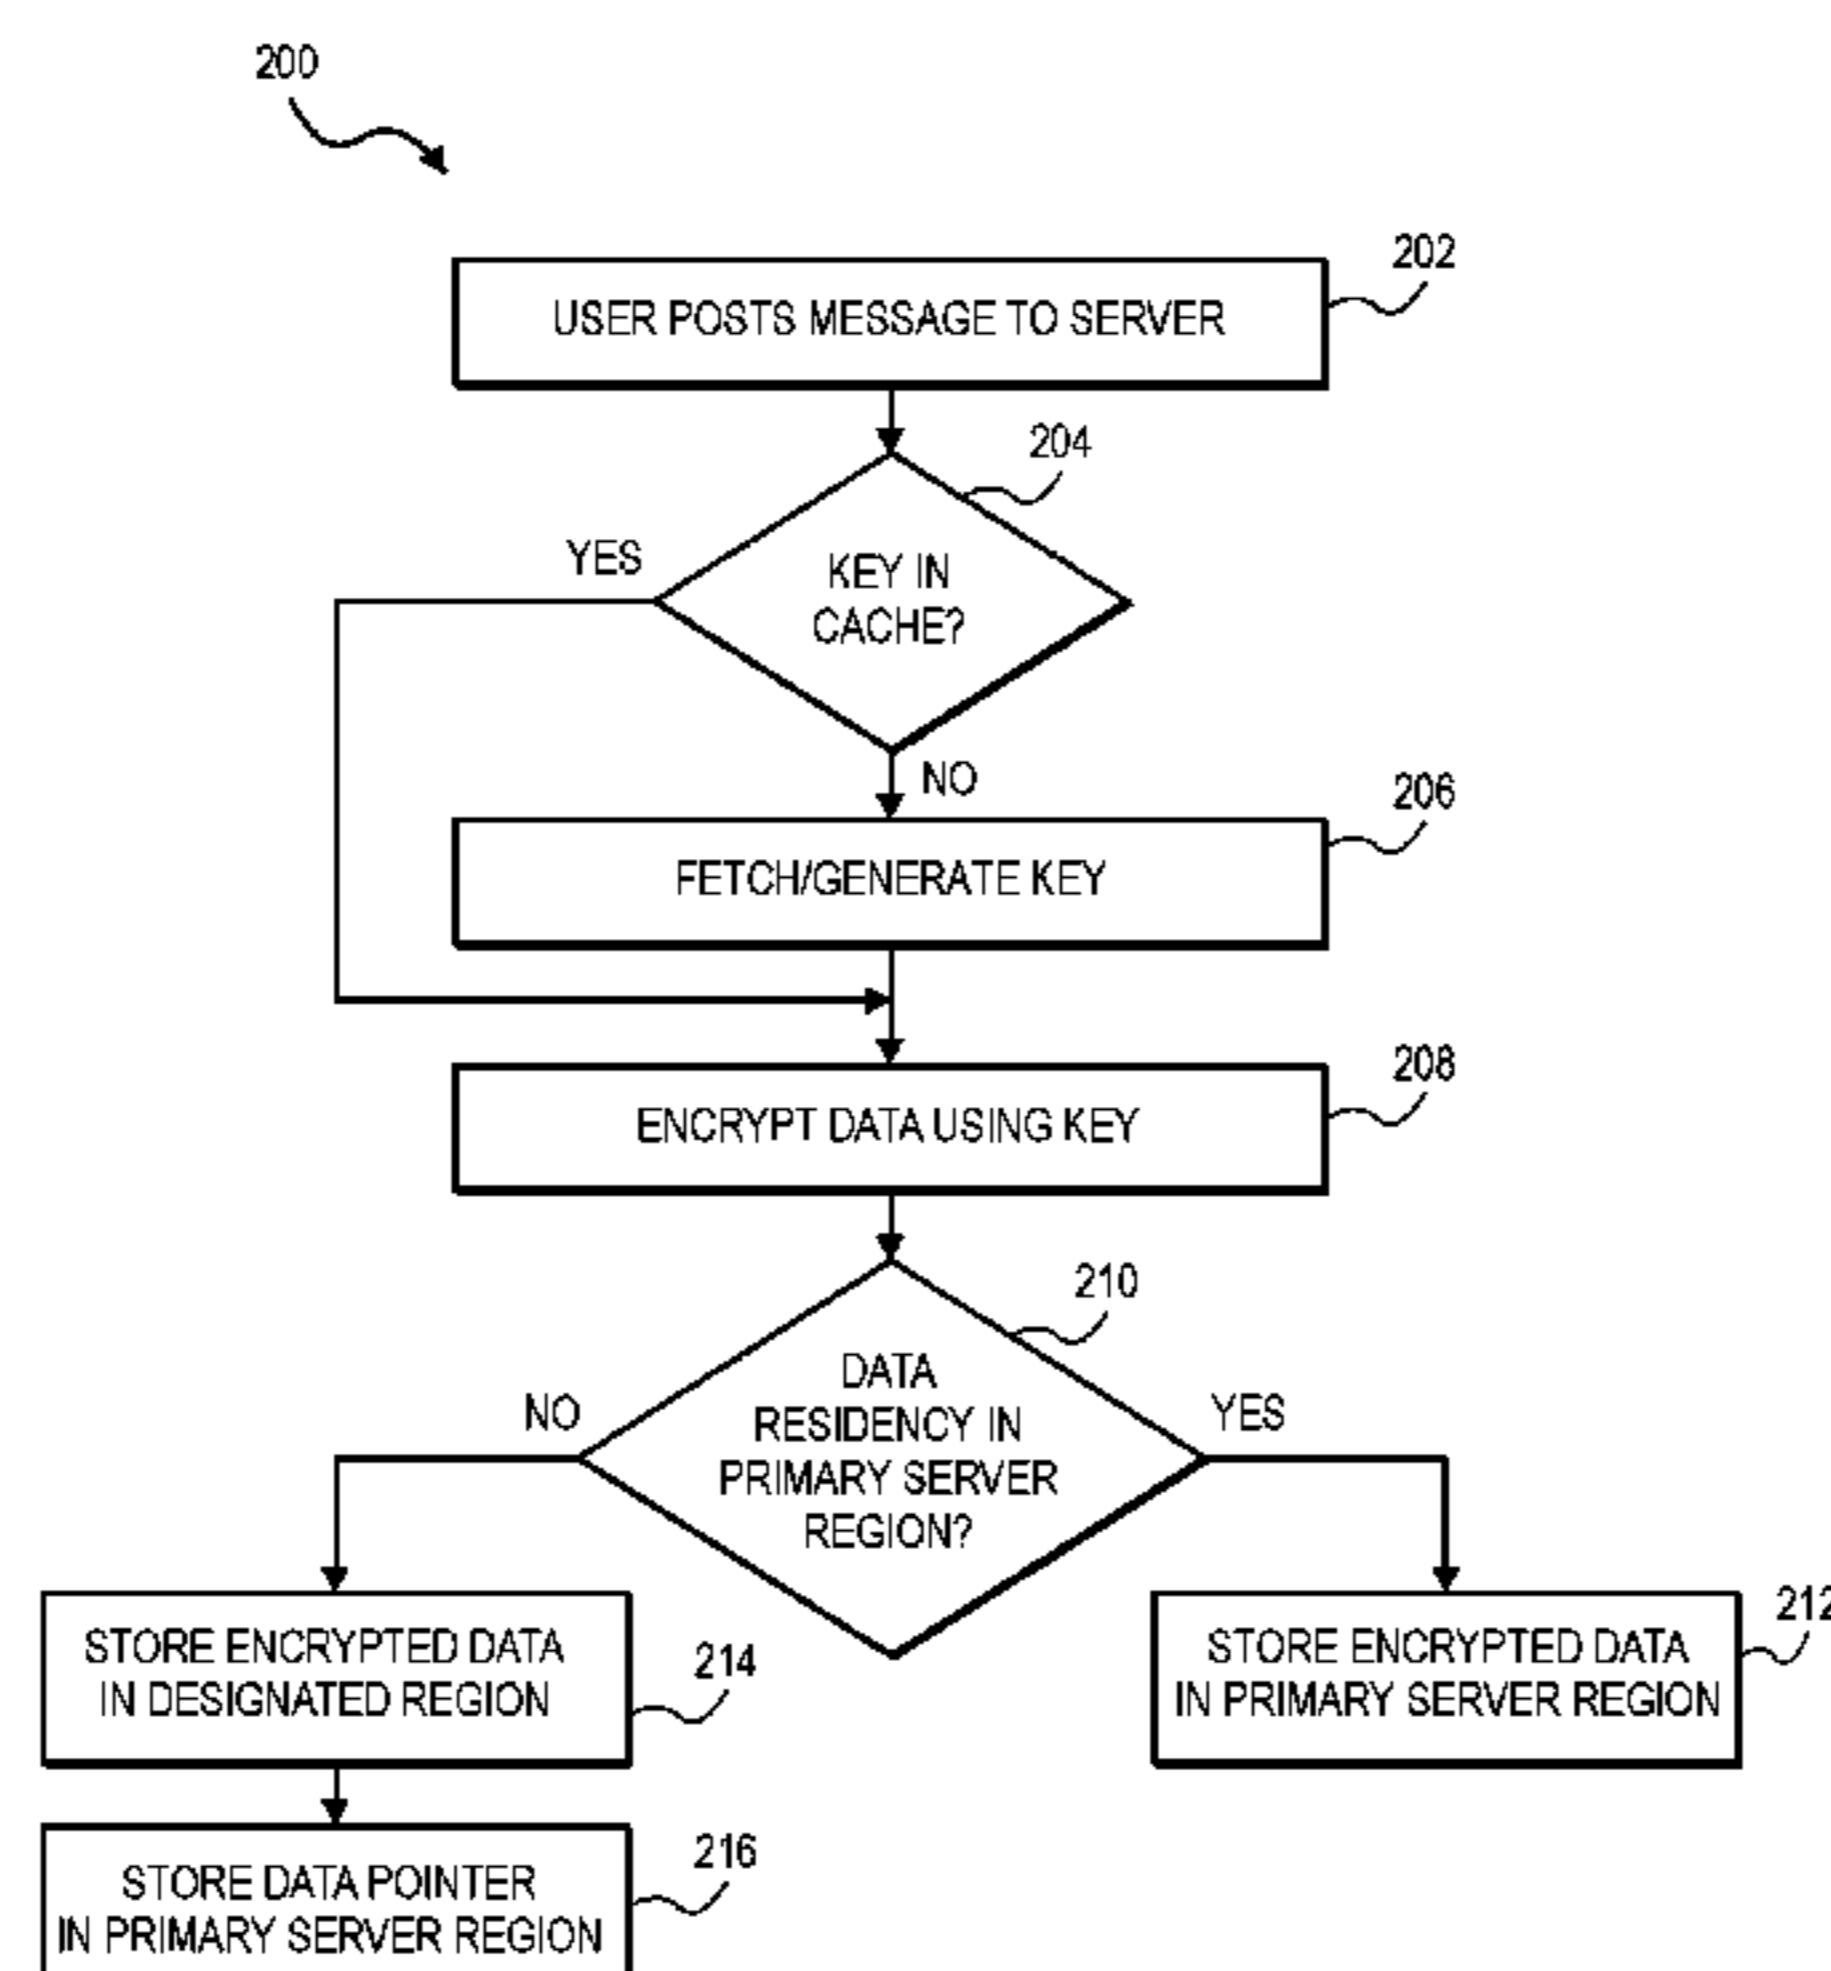 200
USER POSTS MESSAGE TO SERVER
202
204
YES
KEY IN
CACHE?
NO
206
FETCH/GENERATE KEY
208
ENCRYPT DATA USING KEY
210
DATA
RESIDENCY IN
PRIMARY SERVER
REGION?
NO
YES
STORE ENCRYPTED DATA
IN DESIGNATED REGION
214
STORE ENCRYPTED DATA
IN PRIMARY SERVER REGION
212
STORE DATA POINTER
IN PRIMARY SERVER REGION
216